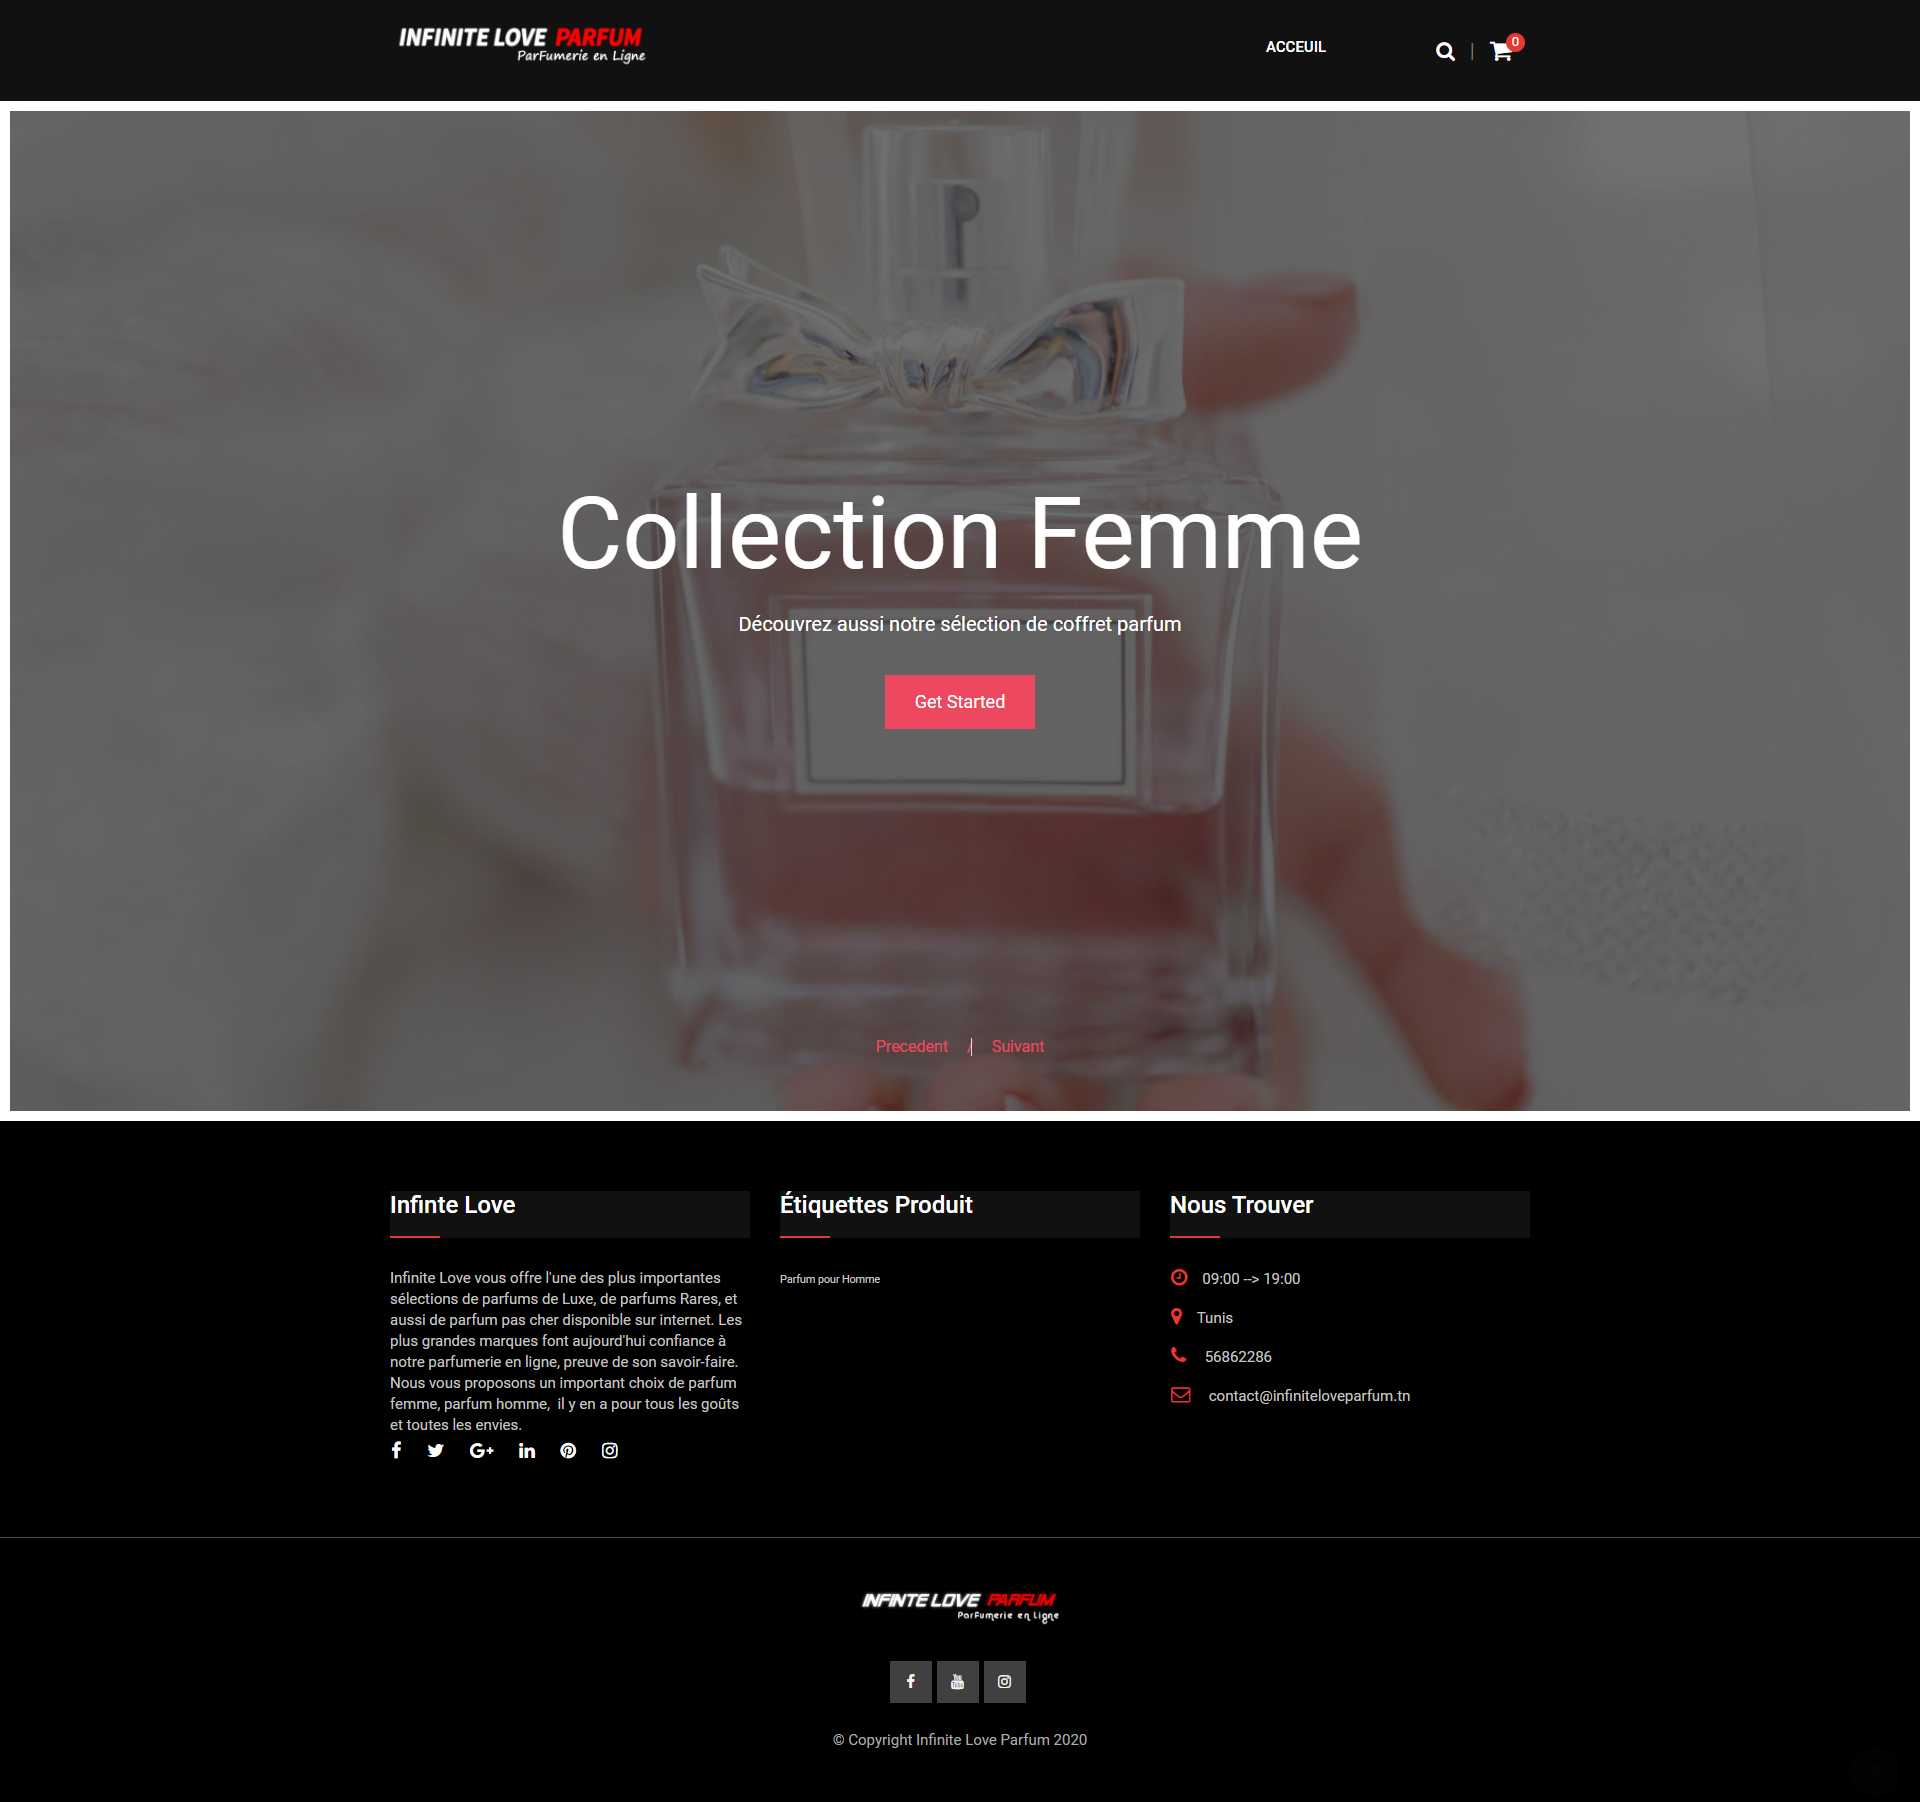 INFINITE LOVE PARFUM
ParFumerie en Ligne
ACCEUIL
0
Collection Femme
Découvrez aussi notre sélection de coffret parfum
Get Started
Precedent / Suivant
Infinte Love
Infinite Love vous offre l'une des plus importantes
sélections de parfums de Luxe, de parfums Rares, et
aussi de parfum pas cher disponible sur internet. Les
plus grandes marques font aujourd'hui confiance à
notre parfumerie en ligne, preuve de son savoir-faire.
Nous vous proposons un important choix de parfum
femme, parfum homme,  il y en a pour tous les goûts
et toutes les envies.
Étiquettes Produit
Parfum pour Homme
Nous Trouver
09:00 --> 19:00
Tunis
56862286
contact@infiniteloveparfum.tn
INFINTE LOVE PARFUM
ParFumerie en Ligne
© Copyright Infinite Love Parfum 2020